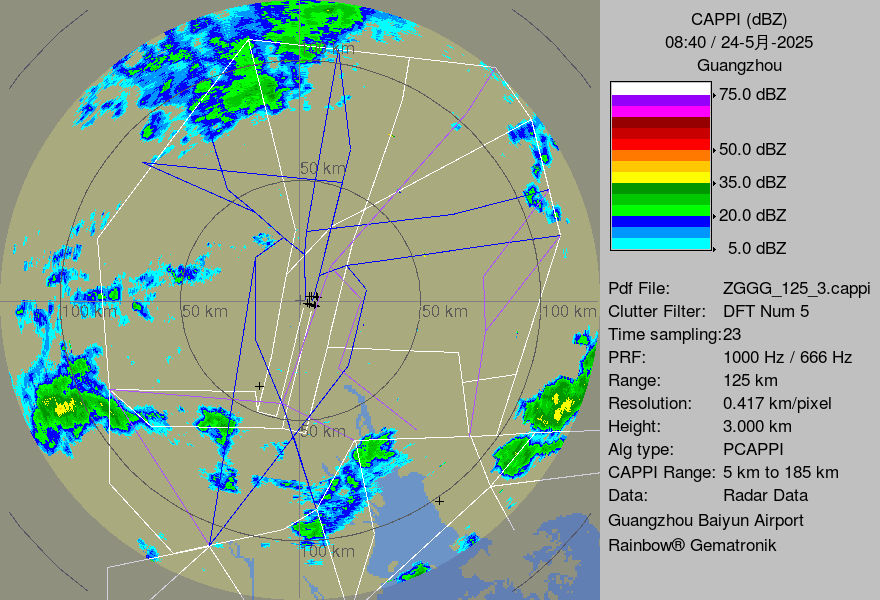 CAPPI (dBZ)
08:40 / 24-5月-2025
Guangzhou
75.0 dBZ
50.0 dBZ
35.0 dBZ
20.0 dBZ
5.0 dBZ
Pdf File: ZGGG_125_3.cappi
Clutter Filter: DFT Num 5
Time sampling:23
PRF: 1000 Hz / 666 Hz
Range: 125 km
Resolution: 0.417 km/pixel
Height: 3.000 km
Alg type: PCAPPI
CAPPI Range: 5 km to 185 km
Data: Radar Data
Guangzhou Baiyun Airport
Rainbow® Gematronik
100 km
50 km
100 km
50 km
50 km
100 km
50 km
100 km